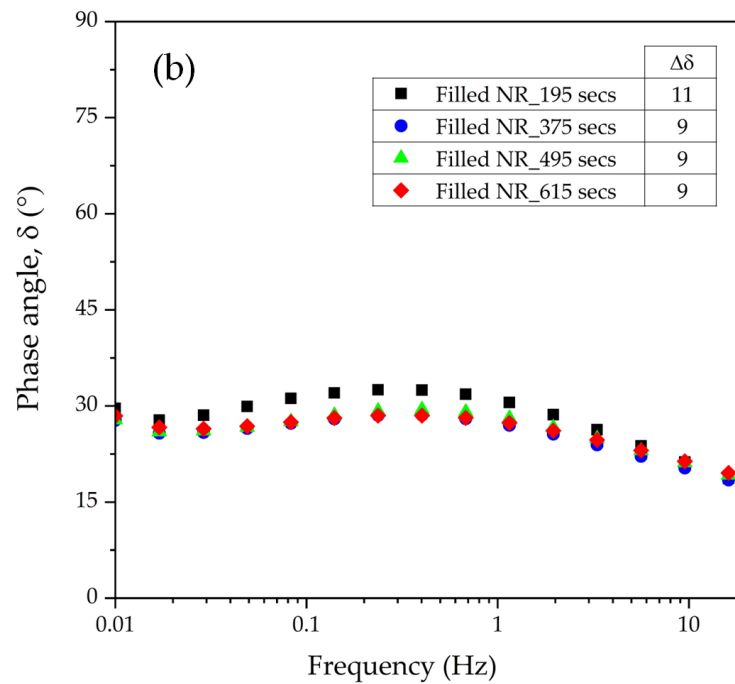 90
(b)
Δδ
Filled NR_195 secs 11
75
Filled NR_375 secs 9
Filled NR_495 secs 9
Filled NR_615 secs 9
60
Phase angle, δ (°)
45
30
15
0
0.01 0.1 1 10
Frequency (Hz)